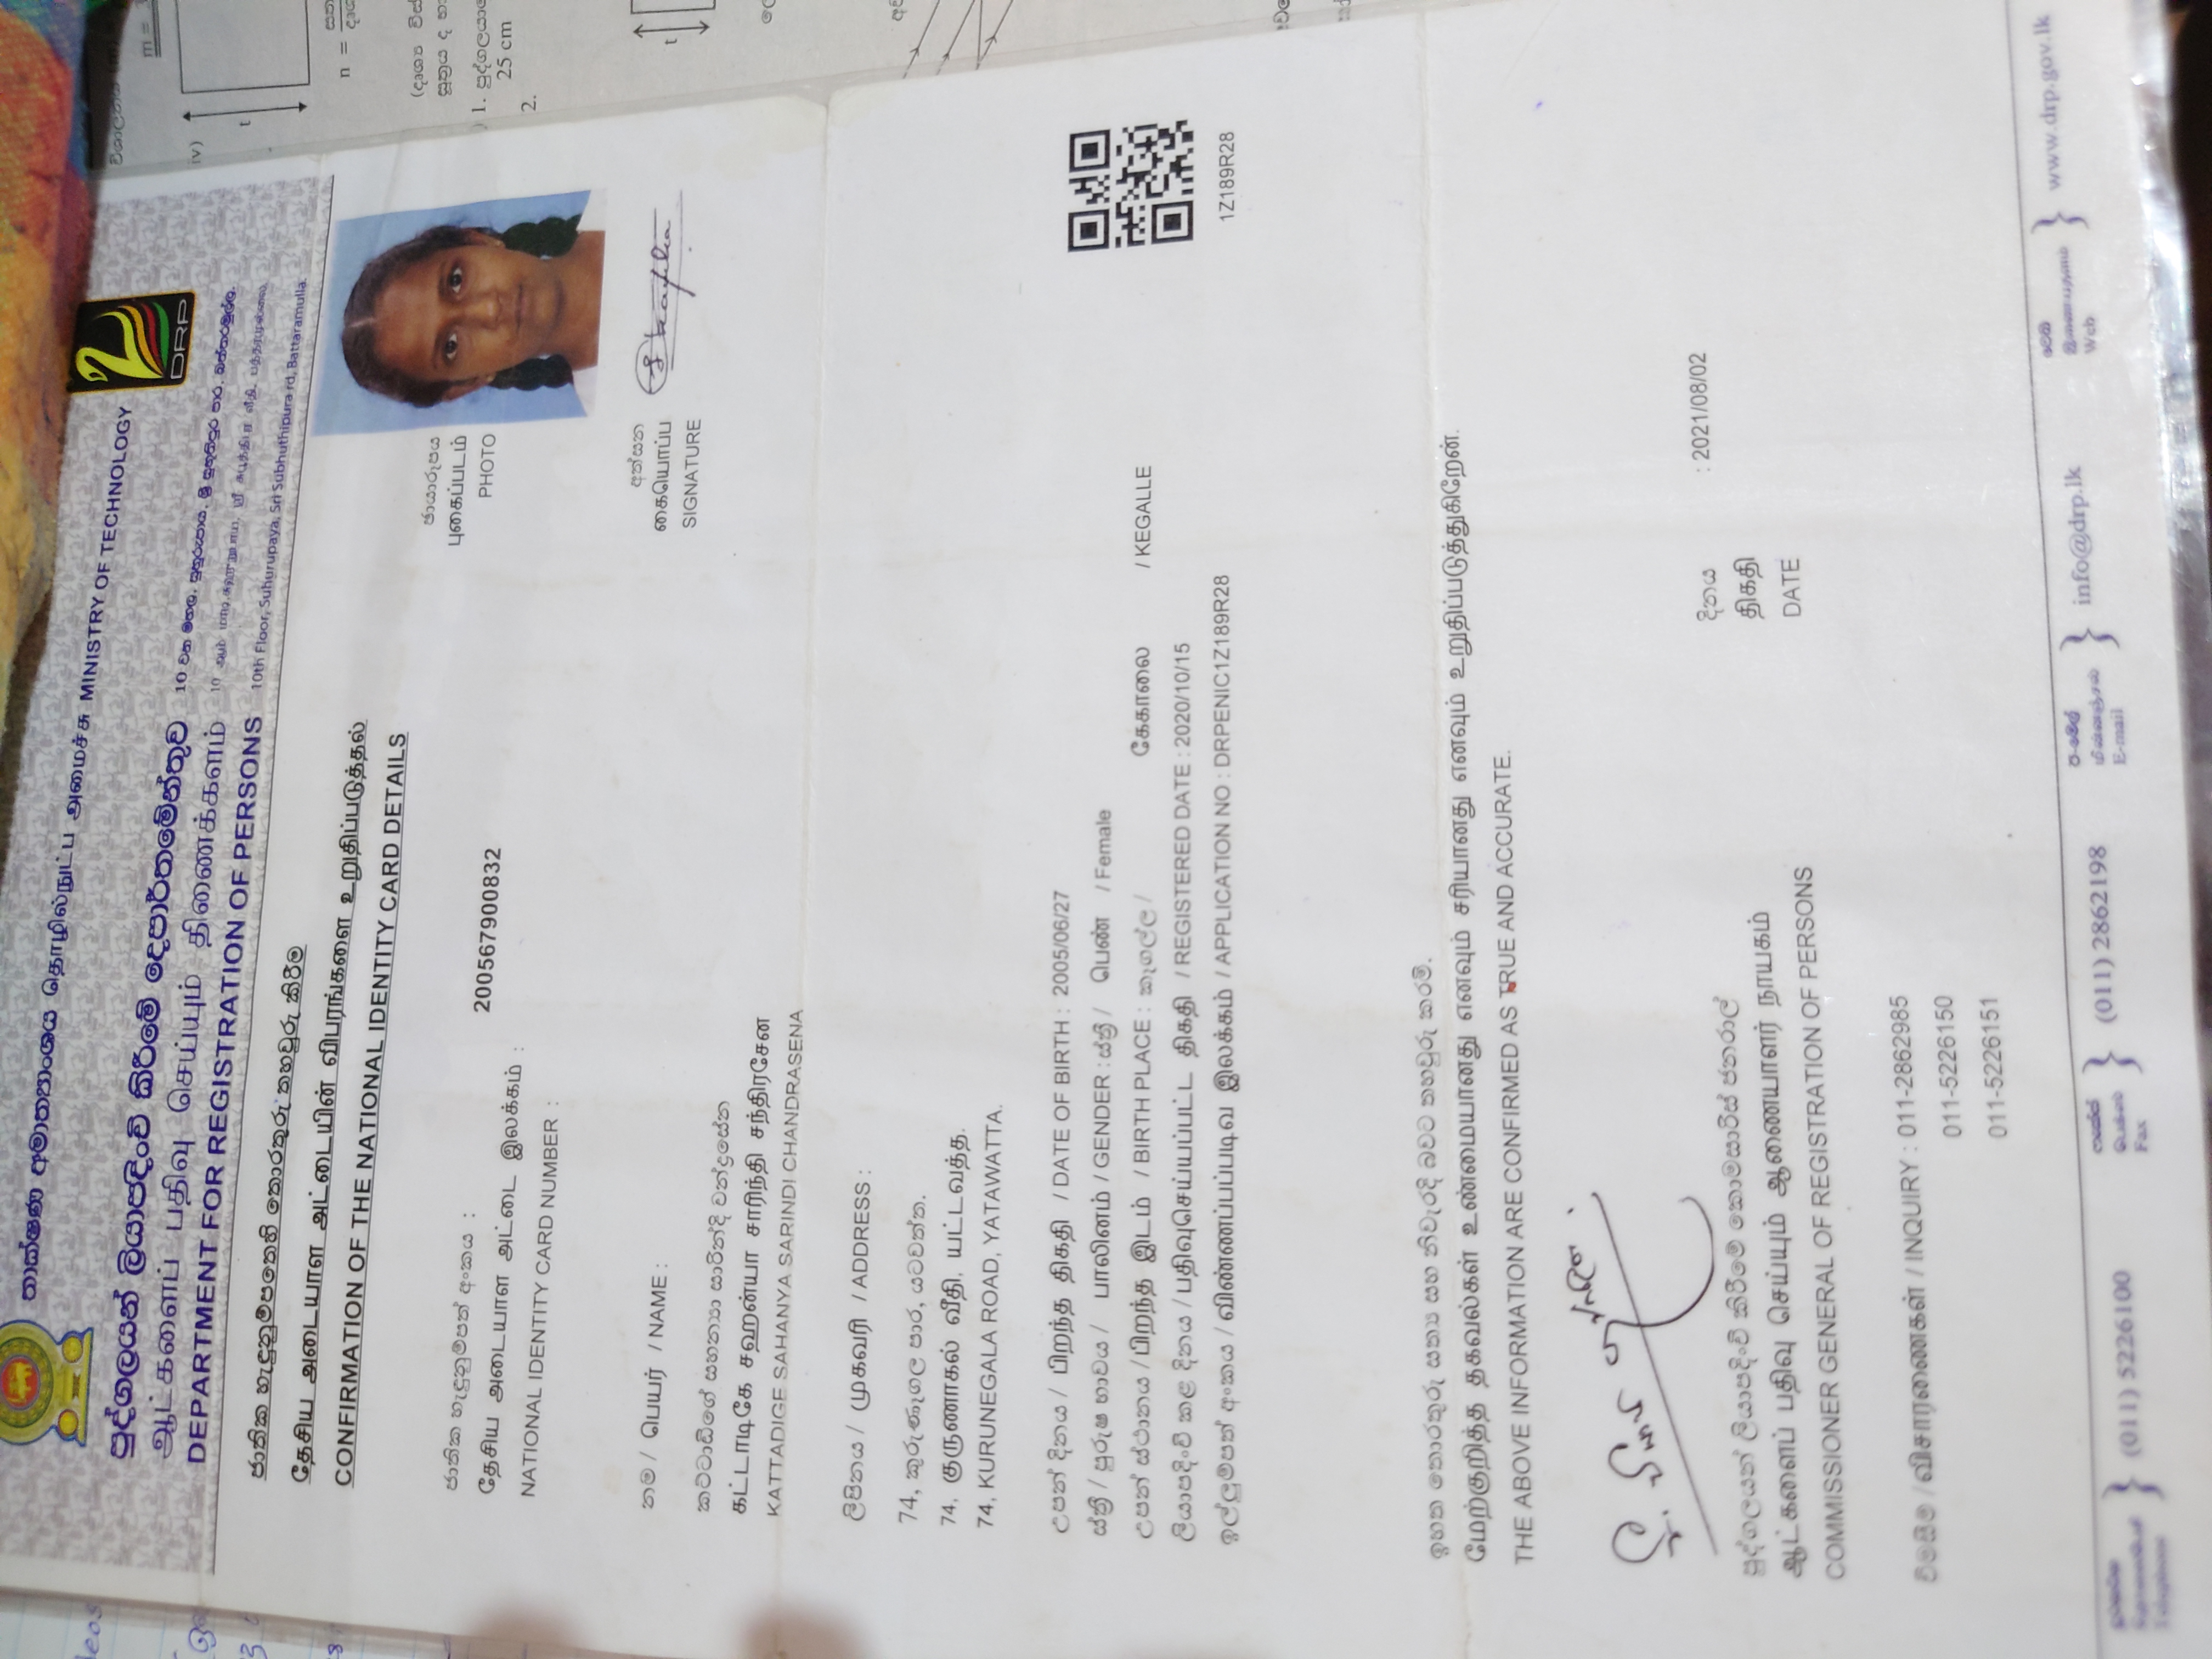 තාක්ෂණ අමාත්‍යාංශය தொழில்நுட்ப அமைச்சு MINISTRY OF TECHNOLOGY
පුද්ගලයන් ලියාපදිංචි කිරීමේ දෙපාර්තමේන්තුව
ஆட்களைப் பதிவு செய்யும் திணைக்களம்
DEPARTMENT FOR REGISTRATION OF PERSONS
DRP
10 වන මහල, සුහුරුපාය, ශ්‍රී සුභූතිපුර පාර, බත්තරමුල්ල.
10th Floor, Suhurupaya, Sri Subhuthipura rd, Battaramulla.
ජාතික හැඳුනුම්පතෙහි තොරතුරු තහවුරු කිරීම
தேசிய அடையாள அட்டையின் விபரங்களை உறுதிப்படுத்தல்
CONFIRMATION OF THE NATIONAL IDENTITY CARD DETAILS
ජාතික හැඳුනුම්පත් අංකය :
தேசிய அடையாள அட்டை இலக்கம் :
NATIONAL IDENTITY CARD NUMBER :
200567900832
ඡායාරූපය
புகைப்படம்
PHOTO
නම / பெயர் / NAME :
අත්සන
கையொப்ப
SIGNATURE
කට්ටාඩිගේ සහන්‍යා සාරින්දි චන්ද්‍රසේන
கட்டாடிகே சஹன்யா சாரிந்தி சந்திரசேன
KATTADIGE SAHANYA SARINDI CHANDRASENA
ලිපිනය / முகவரி / ADDRESS :
74, කුරුණෑගල පාර, යටවත්ත.
74, குருணாகல் வீதி, யட்டவத்த.
74, KURUNEGALA ROAD, YATAWATTA.
උපන් දිනය / பிறந்த திகதி / DATE OF BIRTH : 2005/06/27
ස්ත්‍රී / පුරුෂ භාවය / பாலினம் / GENDER : ස්ත්‍රී / பெண் / Female
උපන් ස්ථානය / பிறந்த இடம் / BIRTH PLACE : කෑගල්ල / கேகாலை / KEGALLE
ලියාපදිංචි කළ දිනය / பதிவுசெய்யப்பட்ட திகதி / REGISTERED DATE : 2020/10/15
ඉල්ලුම්පත් අංකය / விண்ணப்பப்படிவ இலக்கம் / APPLICATION NO : DRPENIC1Z189R28
1Z189R28
ඉහත තොරතුරු සත්‍ය සහ නිවැරදි බවට තහවුරු කරමි.
மேற்குறித்த தகவல்கள் உண்மையானது எனவும் சரியானது எனவும் உறுதிப்படுத்துகிறேன்.
THE ABOVE INFORMATION ARE CONFIRMED AS TRUE AND ACCURATE.
පුද්ගලයන් ලියාපදිංචි කිරීමේ කොමසාරිස් ජනරාල්
ஆட்களைப் பதிவு செய்யும் ஆணையாளர் நாயகம்
COMMISSIONER GENERAL OF REGISTRATION OF PERSONS
දිනය : 2021/08/02
திகதி
DATE
විමසීම / விசாரணைகள் / INQUIRY : 011-2862985
011-5226150
011-5226151
Telephone } (011) 5226100
ෆැක්ස්
Fax } (011) 2862198
ඊ-මේල්
மின்னஞ்சல்
E-mail } info@drp.lk
වෙබ්
இணையதளம்
Web } www.drp.gov.lk
iv)
t
n =
1.
25 cm
2.
t